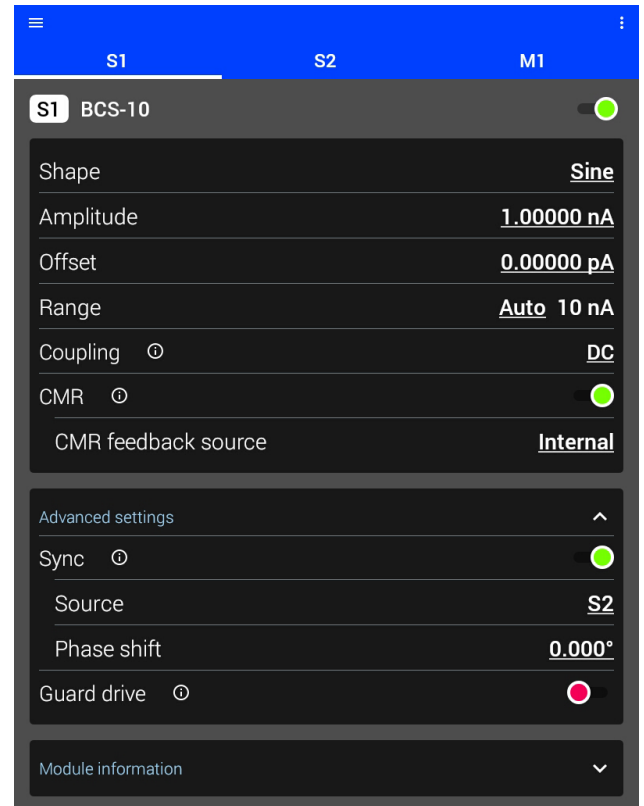 S1 S2 M1
S1 BCS-10
Shape Sine
Amplitude 1.00000 nA
Offset 0.00000 pA
Range Auto 10 nA
Coupling DC
CMR
CMR feedback source Internal
Advanced settings
Sync
Source S2
Phase shift 0.000°
Guard drive
Module information